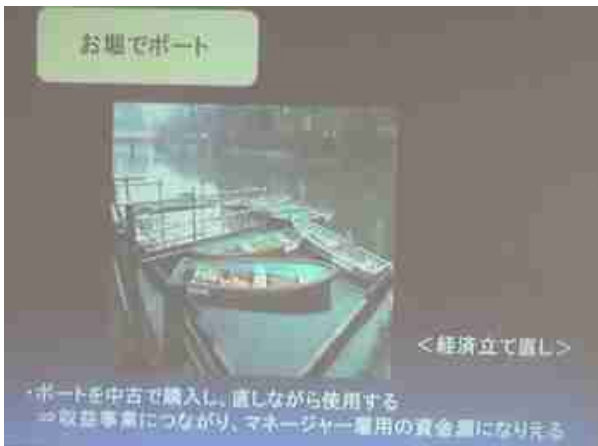 お堀でボート
＜経済立て直し＞
・ボートを中古で購入し、直しながら使用する
⇒収益事業につながり、マネージャー雇用の資金源になりえる